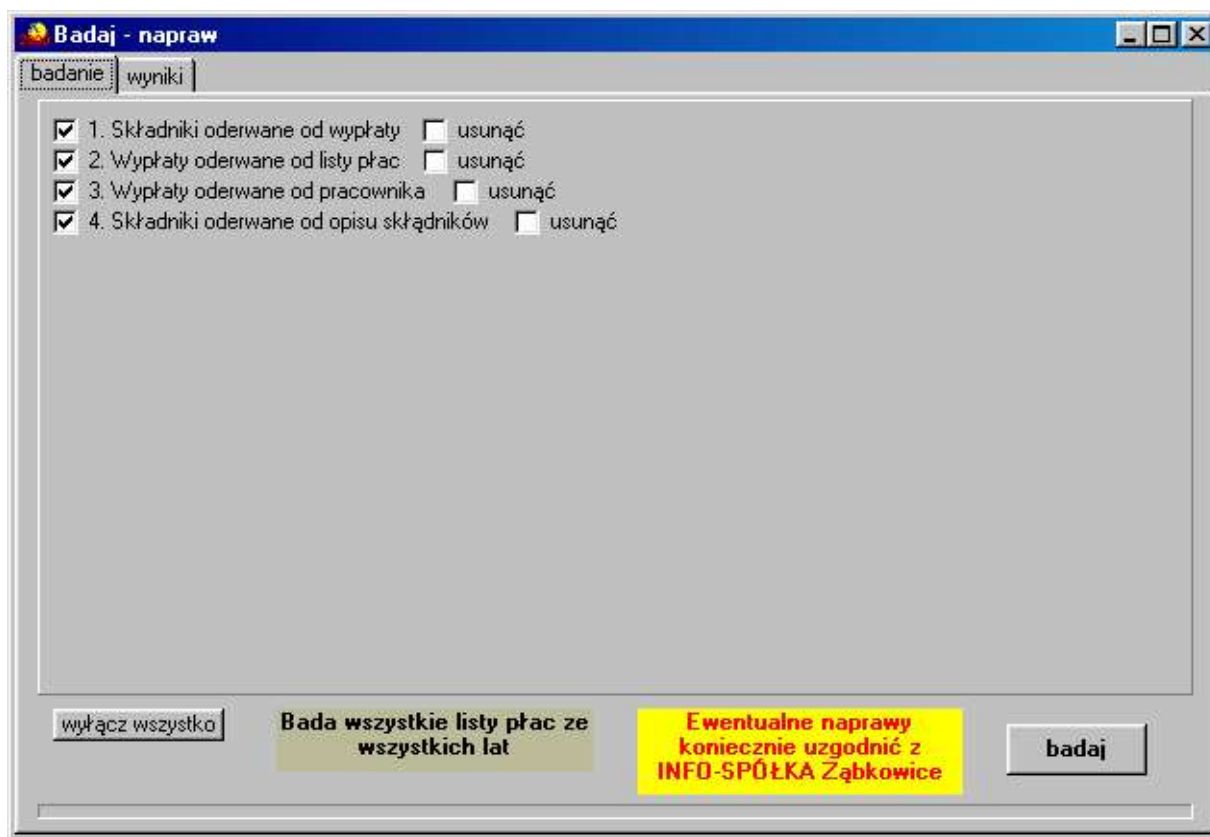 Badaj - napraw
badanie wyniki
1. Składniki oderwane od wypłaty usunąć
2. Wypłaty oderwane od listy płac usunąć
3. Wypłaty oderwane od pracownika usunąć
4. Składniki oderwane od opisu skłądników usunąć
wyłącz wszystko
Bada wszystkie listy płac ze
wszystkich lat
Ewentualne naprawy
koniecznie uzgodnić z
INFO-SPÓŁKA Ząbkowice
badaj